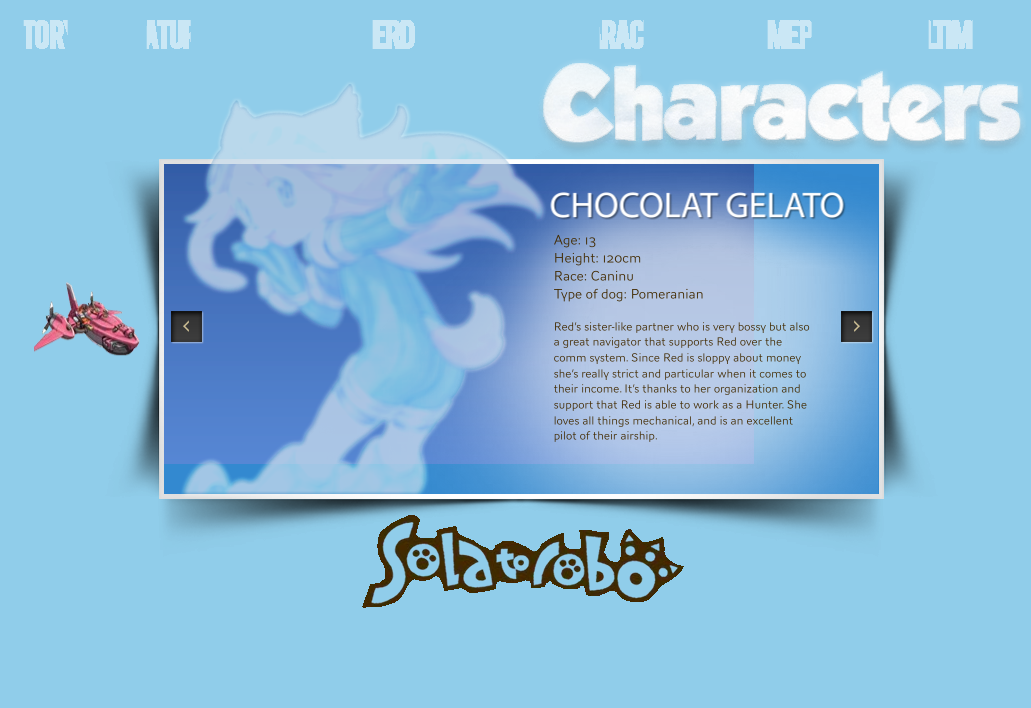 TOR
ATUR
ERO
RAC
MEP
LTIM
Characters
CHOCOLAT GELATO
Age: 13
Height: 120cm
Race: Caninu
Type of dog: Pomeranian
Red's sister-like partner who is very bossy but also
a great navigator that supports Red over the
comm system. Since Red is sloppy about money
she's really strict and particular when it comes to
their income. It's thanks to her organization and
support that Red is able to work as a Hunter. She
loves all things mechanical, and is an excellent
pilot of their airship.
Solatorobo